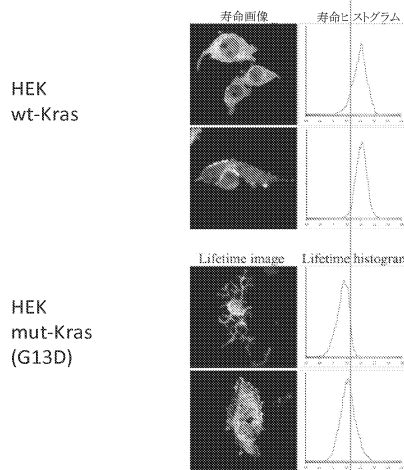 寿命画像 寿命ヒストグラム
HEK
wt-Kras
Lifetime image Lifetime histogram
HEK
mut-Kras
(G13D)